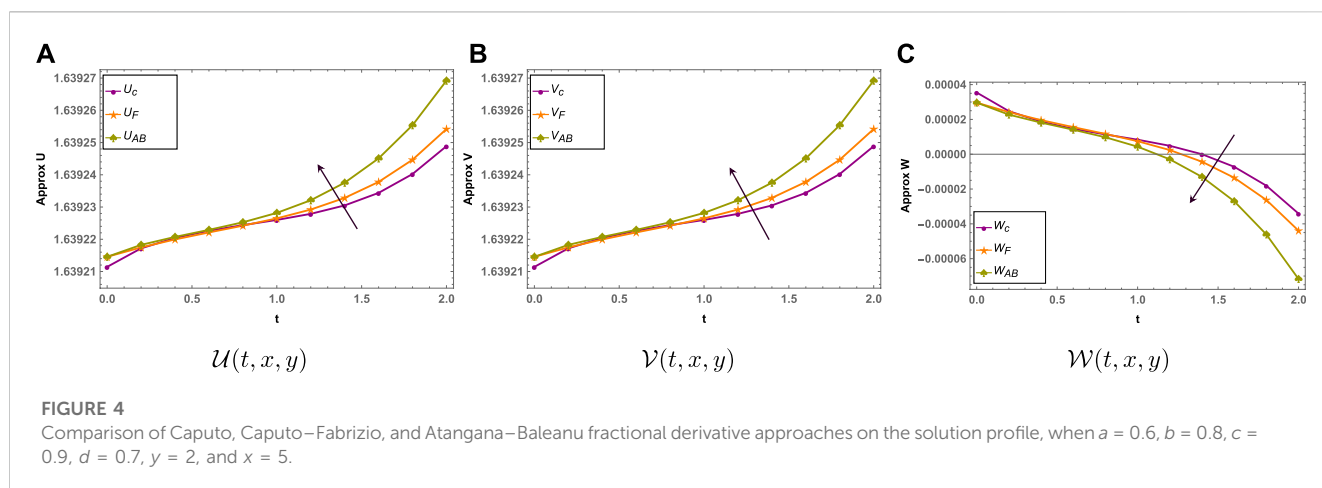 A
Approx U
1.63927
1.63926
1.63925
1.63924
1.63923
1.63922
1.63921
U_c
U_F
U_AB
0.0 0.5 1.0 1.5 2.0
t
𝒰(t, x, y)
B
Approx V
1.63927
1.63926
1.63925
1.63924
1.63923
1.63922
1.63921
V_c
V_F
V_AB
0.0 0.5 1.0 1.5 2.0
t
𝒱(t, x, y)
C
Approx W
0.00004
0.00002
0.00000
−0.00002
−0.00004
−0.00006
W_c
W_F
W_AB
0.0 0.5 1.0 1.5 2.0
t
𝒲(t, x, y)
FIGURE 4
Comparison of Caputo, Caputo–Fabrizio, and Atangana–Baleanu fractional derivative approaches on the solution profile, when a = 0.6, b = 0.8, c =
0.9, d = 0.7, y = 2, and x = 5.